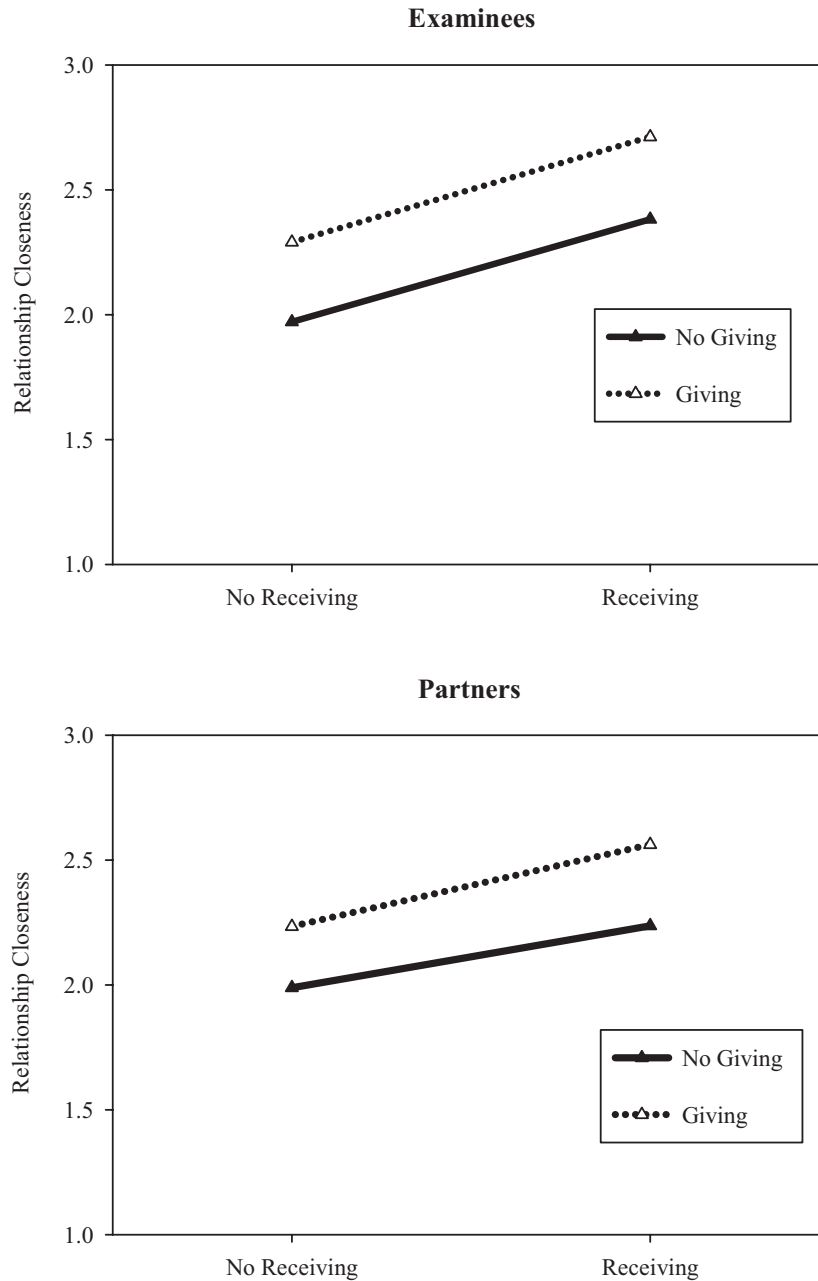 Examinees
3.0
2.5
2.0
1.5
1.0
Relationship Closeness
No Giving
Giving
No Receiving
Receiving
Partners
3.0
2.5
2.0
1.5
1.0
Relationship Closeness
No Giving
Giving
No Receiving
Receiving